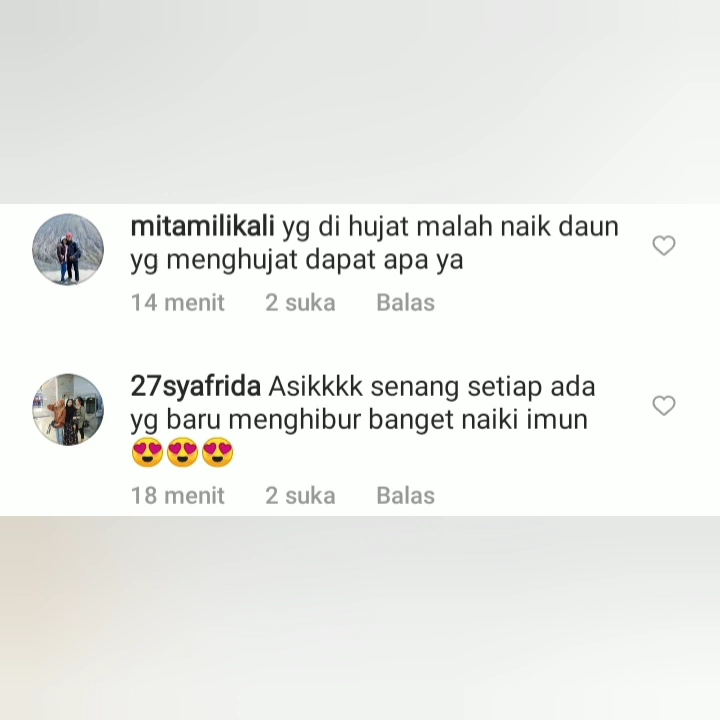 mitamilikali yg di hujat malah naik daun
yg menghujat dapat apa ya
14 menit 2 suka Balas
27syafrida Asikkkk senang setiap ada
yg baru menghibur banget naiki imun
😍😍😍
18 menit 2 suka Balas